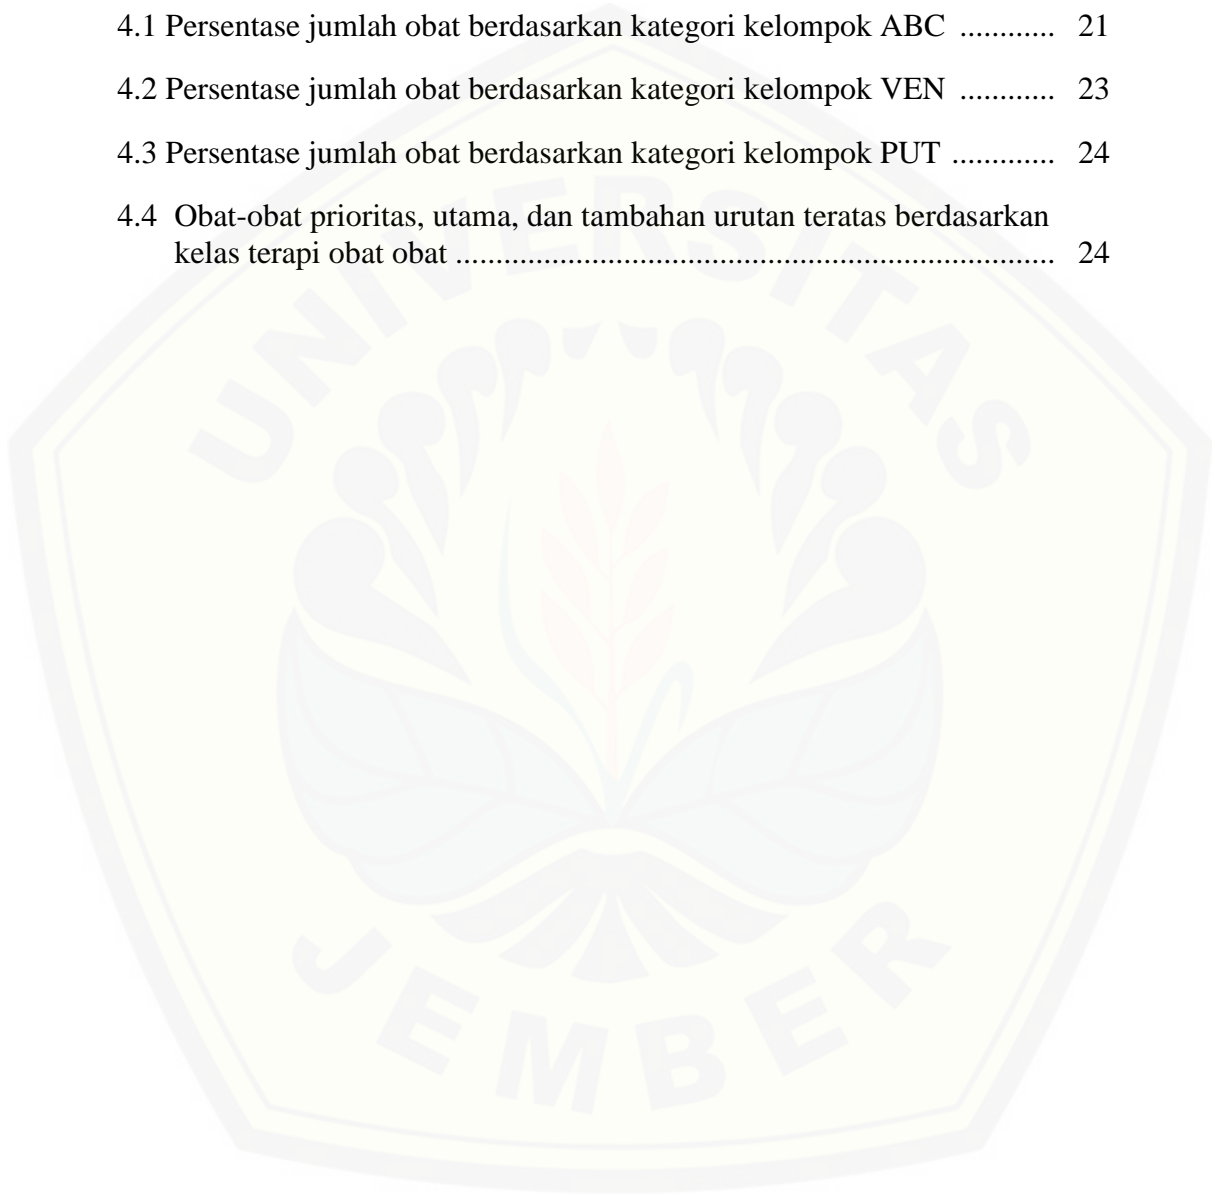 4.1 Persentase jumlah obat berdasarkan kategori kelompok ABC ............ 21
4.2 Persentase jumlah obat berdasarkan kategori kelompok VEN ............ 23
4.3 Persentase jumlah obat berdasarkan kategori kelompok PUT ............. 24
4.4 Obat-obat prioritas, utama, dan tambahan urutan teratas berdasarkan
kelas terapi obat obat ............................................................................ 24
UNIVERSITAS
JEMBER